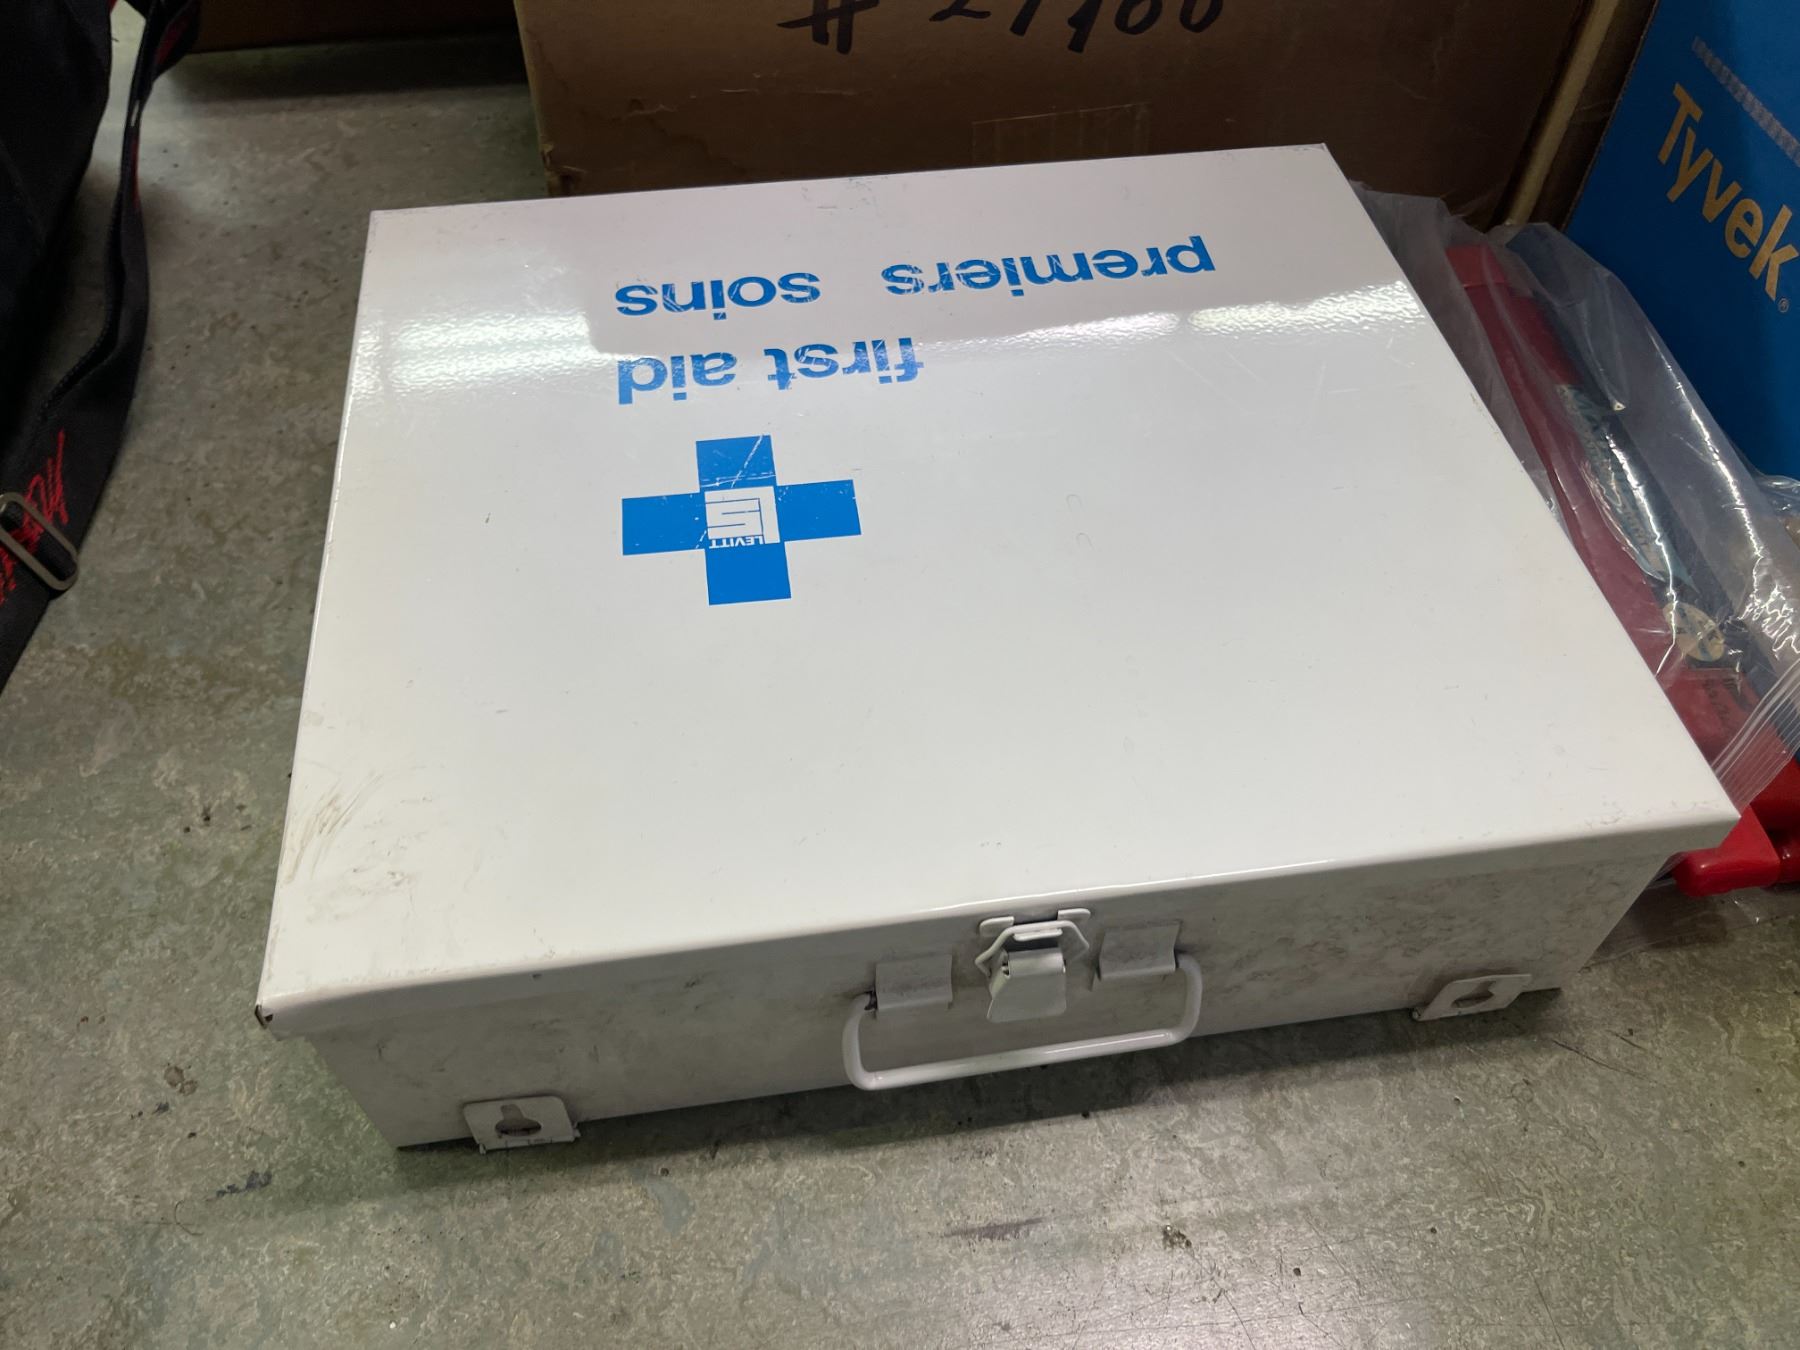 Tyvek®
first aid
premiers soins
LEVITT